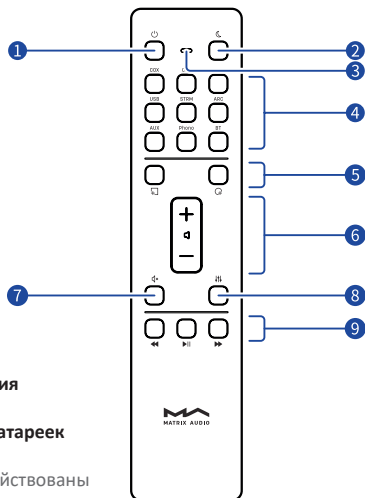 1
2
3
COX
4
USB STRM ARC
AUX Phono BT
5
6
7
8
9
MATRIX AUDIO
ия
атареек
йствованы